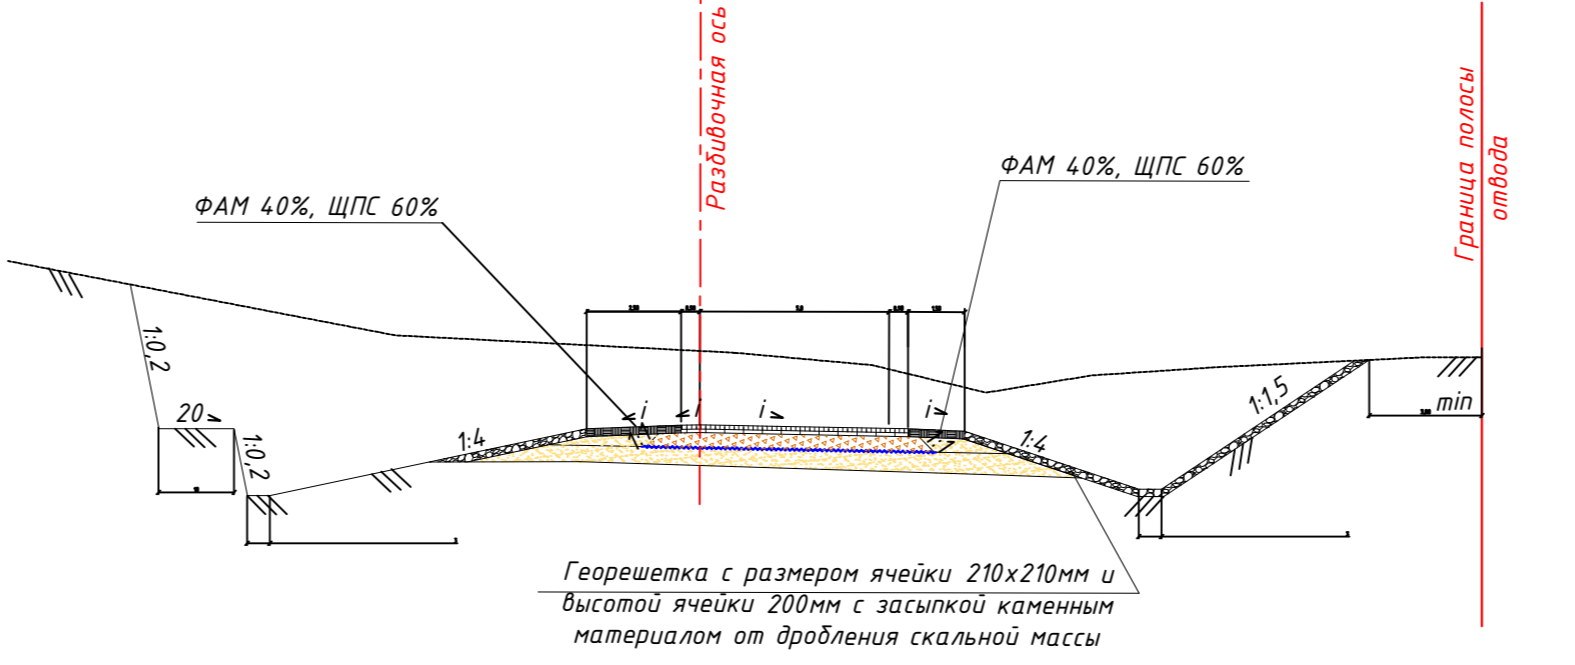 Разбивочная ось
Граница полосы
отвода
ФАМ 40%, ЩПС 60%
ФАМ 40%, ЩПС 60%
1:0,2
20
1:0,2
1:4
i
i
i
i
1:4
1:1,5
min
Георешетка с размером ячейки 210х210мм и
высотой ячейки 200мм с засыпкой каменным
материалом от дробления скальной массы